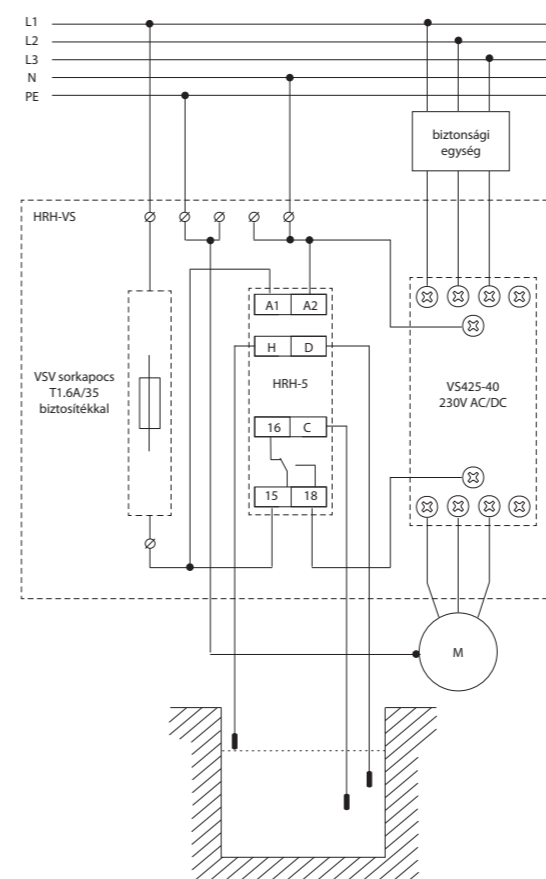 L1
L2
L3
N
PE
biztonsági
egység
HRH-VS
A1 A2
H D
VSV sorkapocs
T1.6A/35
biztosítékkal
HRH-5
VS425-40
230V AC/DC
16 C
15 18
M